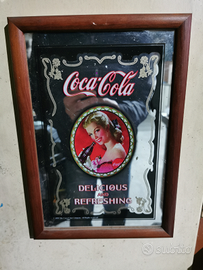 Coca-Cola
DELICIOUS
AND
REFRESHING